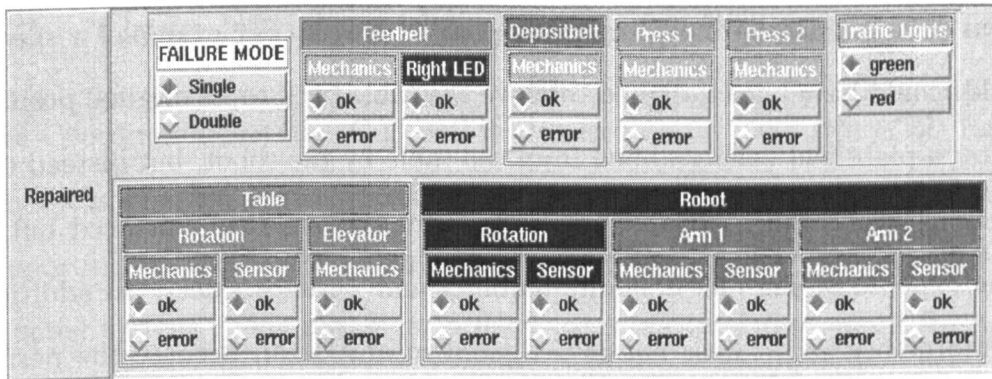 Feedbelt Depositbelt Press 1 Press 2 Traffic Lights
FAILURE MODE Mechanics Right LED Mechanics Mechanics Mechanics green
Single ok ok ok ok ok red
Double error error error error error
Repaired
Table Robot
Rotation Elevator Rotation Arm 1 Arm 2
Mechanics Sensor Mechanics Mechanics Sensor Mechanics Sensor Mechanics Sensor
ok ok ok ok ok ok ok ok ok
error error error error error error error error error